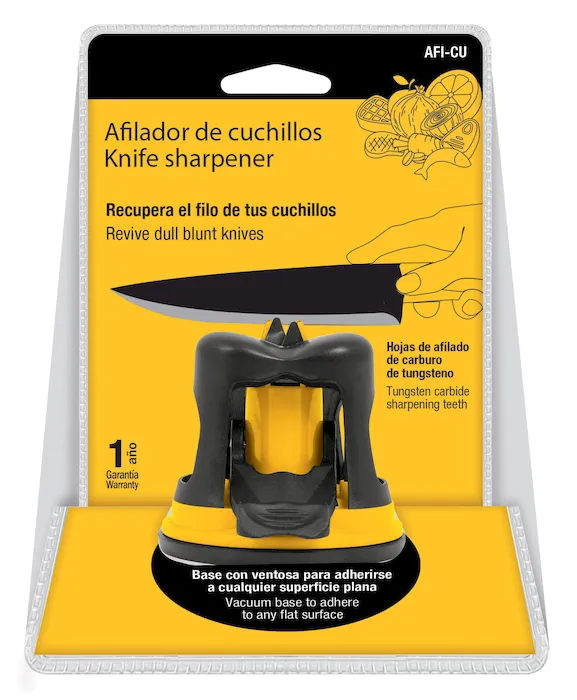 AFI-CU
Afilador de cuchillos
Knife sharpener
Recupera el filo de tus cuchillos
Revive dull blunt knives
Hojas de afilado
de carburo
de tungsteno
Tungsten carbide
sharpening teeth
1 año
Garantía
Warranty
Base con ventosa para adherirse
a cualquier superficie plana
Vacuum base to adhere
to any flat surface